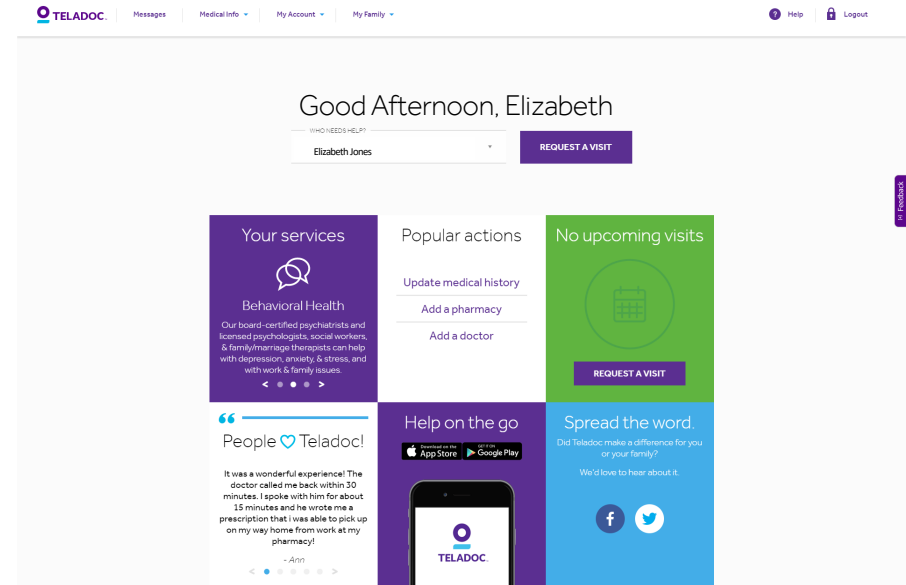 TELADOC. Messages Medical Info My Account My Family ? Help Logout
Good Afternoon, Elizabeth
WHO NEEDS HELP?
Elizabeth Jones
REQUEST A VISIT
Feedback
Your services
Behavioral Health
Our board-certified psychiatrists and
licensed psychologists, social workers,
& family/marriage therapists can help
with depression, anxiety, & stress, and
with work & family issues.
< >
Popular actions
Update medical history
Add a pharmacy
Add a doctor
No upcoming visits
REQUEST A VISIT
“
People Teladoc!
It was a wonderful experience! The
doctor called me back within 30
minutes. I spoke with him for about
15 minutes and he wrote me a
prescription that i was able to pick up
on my way home from work at my
pharmacy!
- Ann
< >
Help on the go
Download on the
App Store
GET IT ON
Google Play
TELADOC.
Spread the word.
Did Teladoc make a difference for you
or your family?
We'd love to hear about it.
f